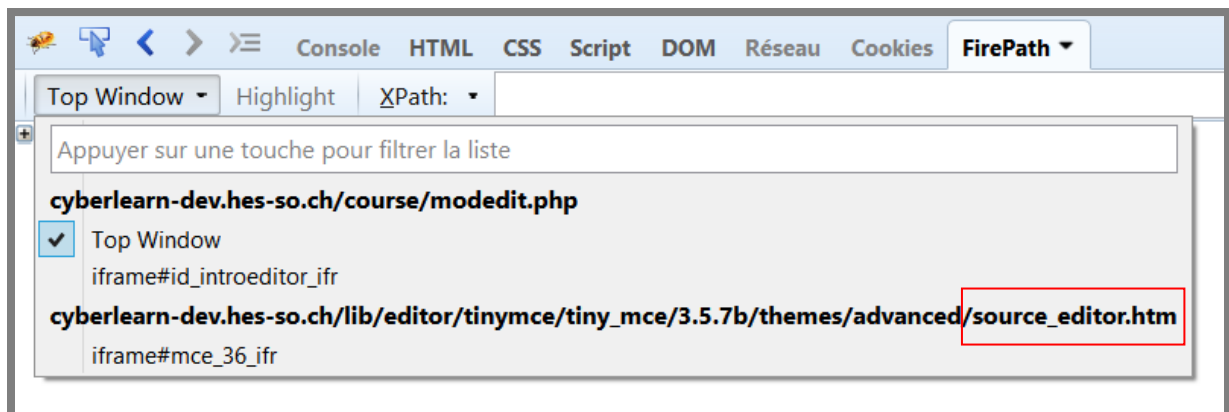 Console HTML CSS Script DOM Réseau Cookies FirePath
Top Window Highlight XPath:
Appuyer sur une touche pour filtrer la liste
cyberlearn-dev.hes-so.ch/course/modedit.php
Top Window
iframe#id_introeditor_ifr
cyberlearn-dev.hes-so.ch/lib/editor/tinymce/tiny_mce/3.5.7b/themes/advanced/source_editor.htm
iframe#mce_36_ifr